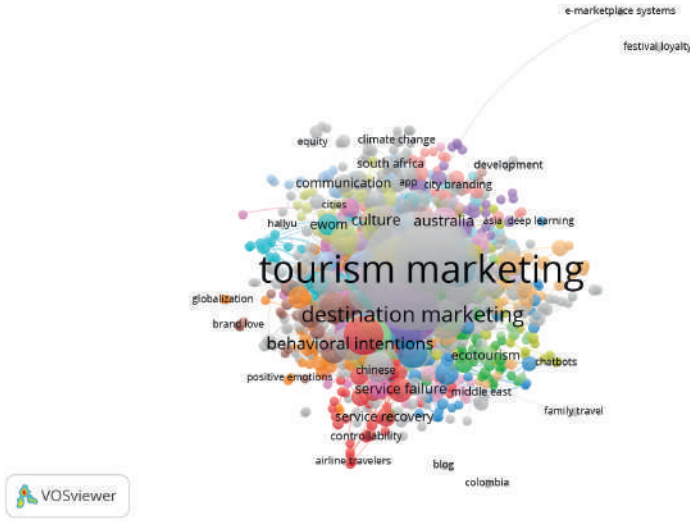 e-marketplace systems
festival loyalty
equity
climate change
south africa
development
communication
app
city branding
cities
hallyu
ewom
culture
australia
asia
deep learning
tourism marketing
globalization
destination marketing
brand love
behavioral intentions
ecotourism
chatbots
chinese
positive emotions
service failure
middle east
family travel
service recovery
controllability
airline travelers
blog
colombia
VOSviewer